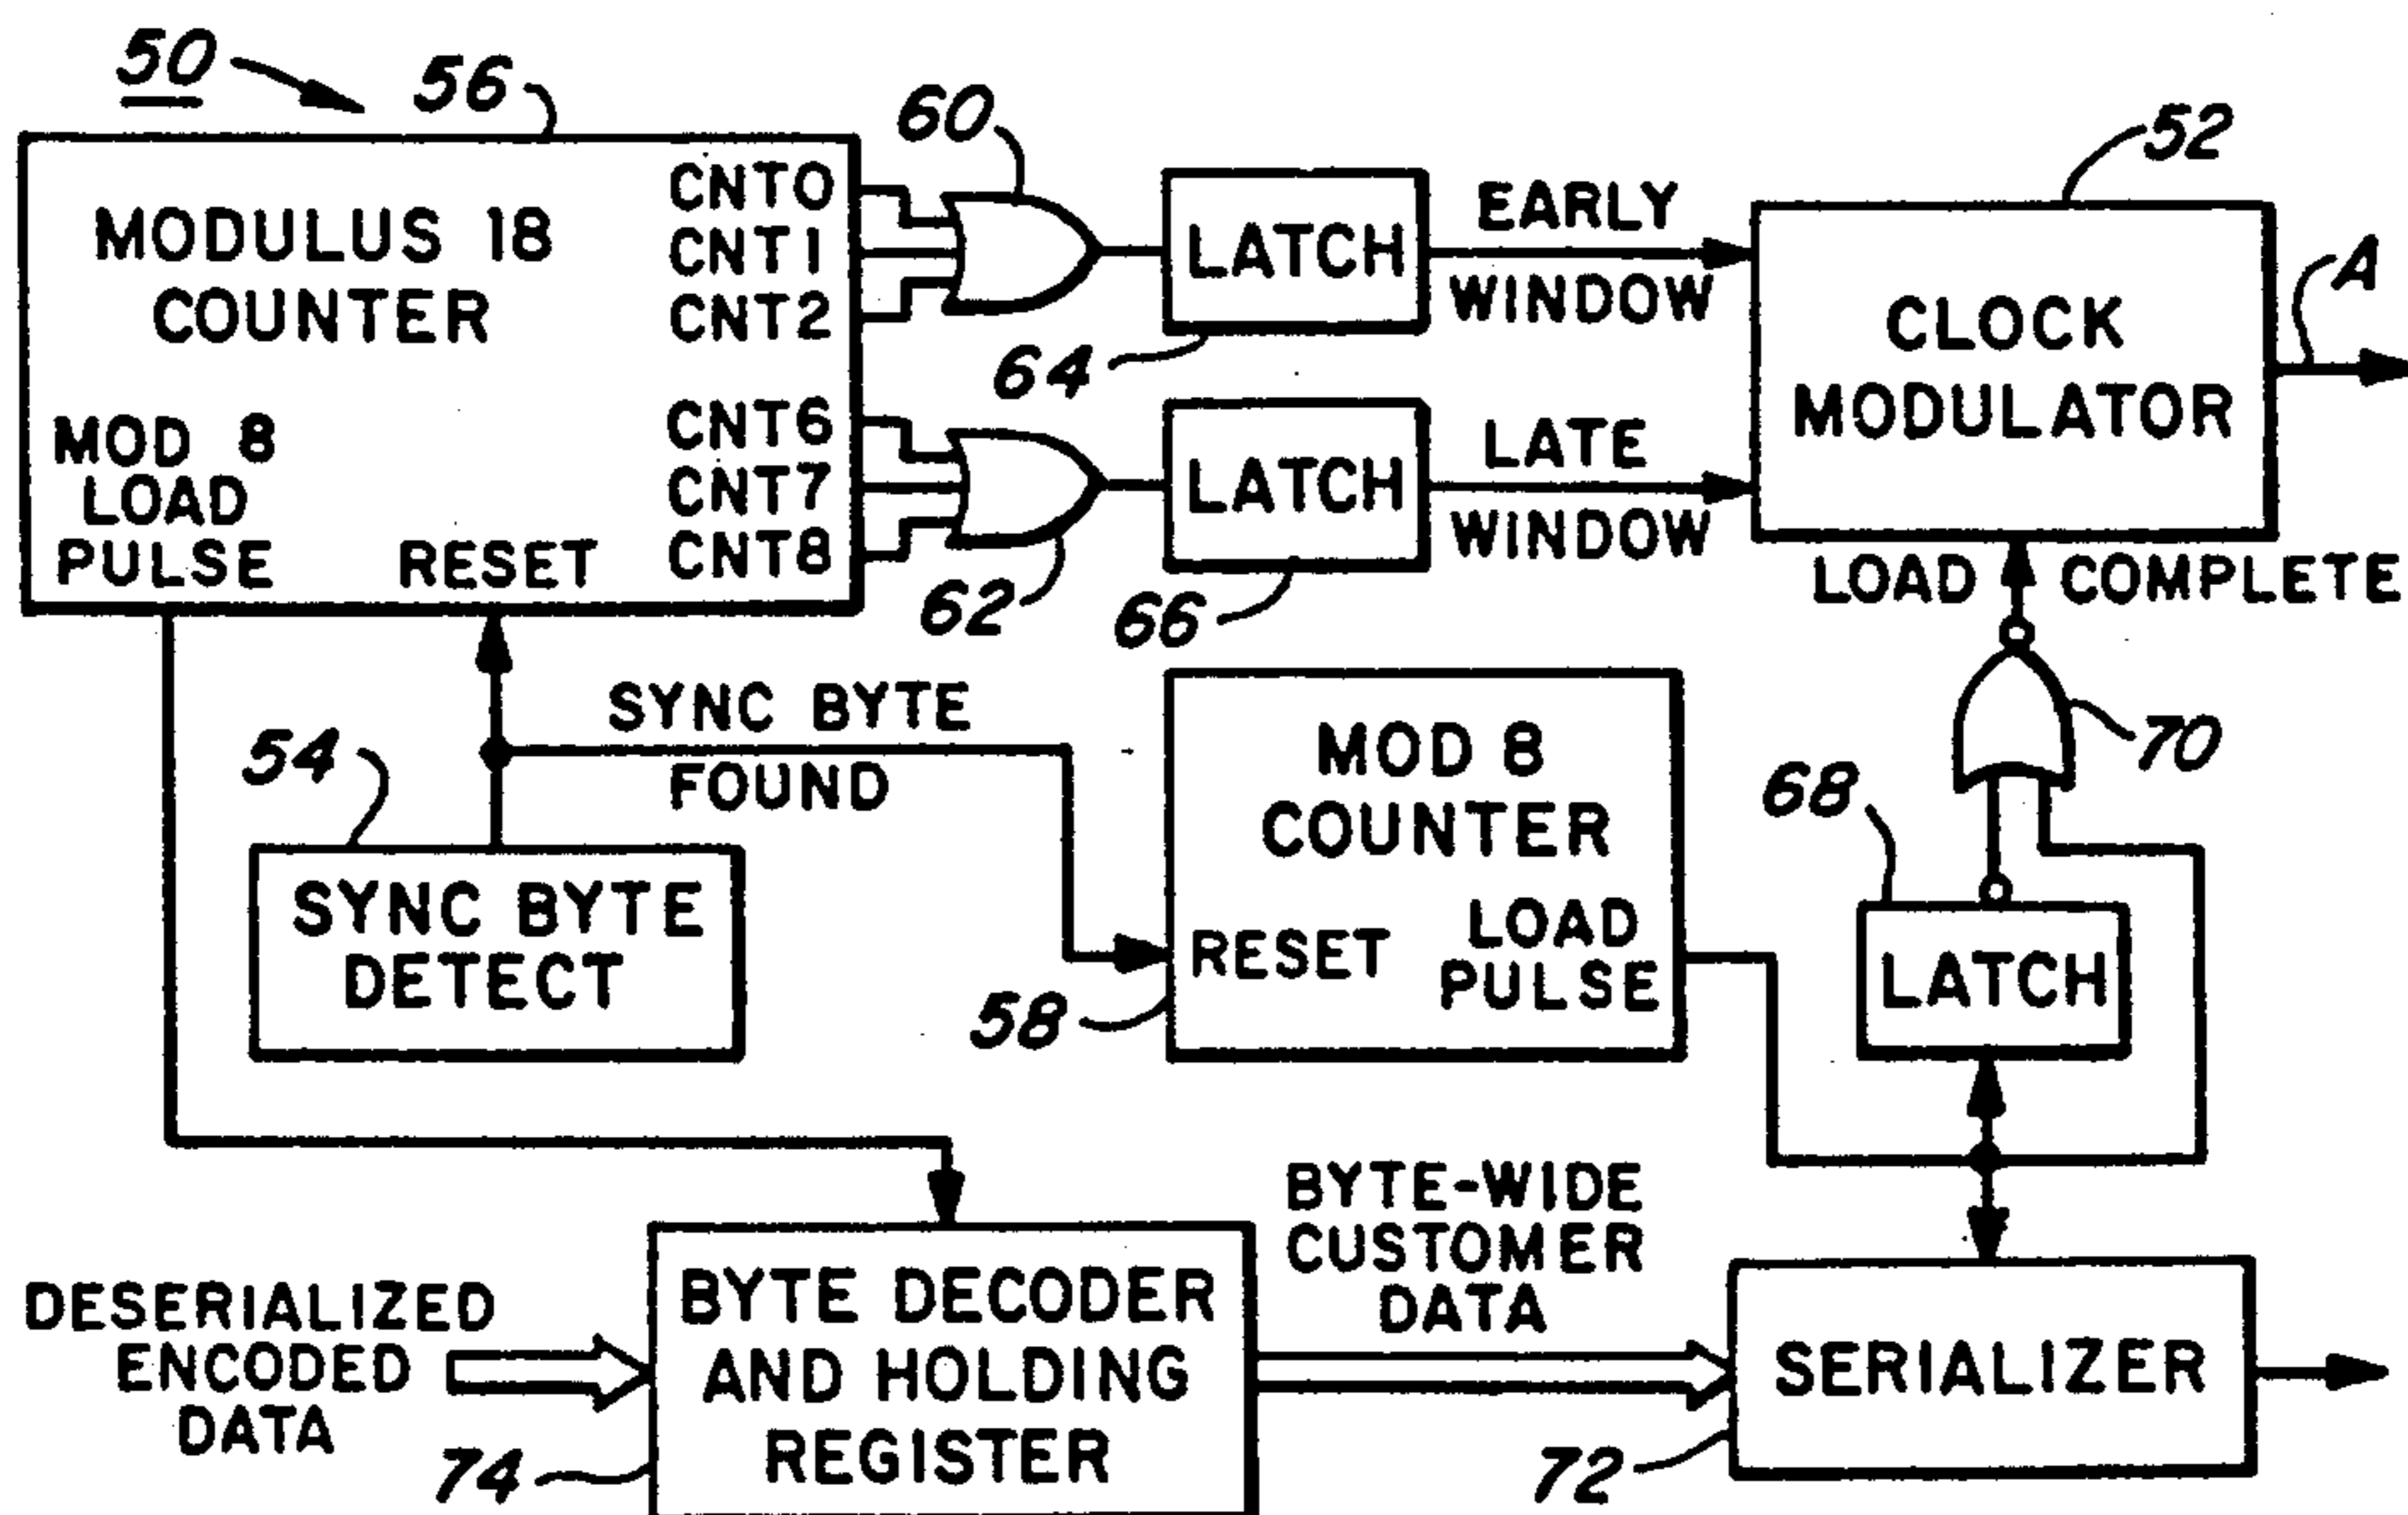 50
56
60
52
MODULUS 18
COUNTER
CNT0
CNT1
CNT2
LATCH
EARLY
WINDOW
CLOCK
MODULATOR
A
64
MOD 8
LOAD
PULSE
RESET
CNT6
CNT7
CNT8
LATCH
LATE
WINDOW
62
66
LOAD COMPLETE
SYNC BYTE
FOUND
54
SYNC BYTE
DETECT
MOD 8
COUNTER
RESET
LOAD
PULSE
58
68
70
LATCH
DESERIALIZED
ENCODED
DATA
BYTE DECODER
AND HOLDING
REGISTER
74
BYTE-WIDE
CUSTOMER
DATA
SERIALIZER
72